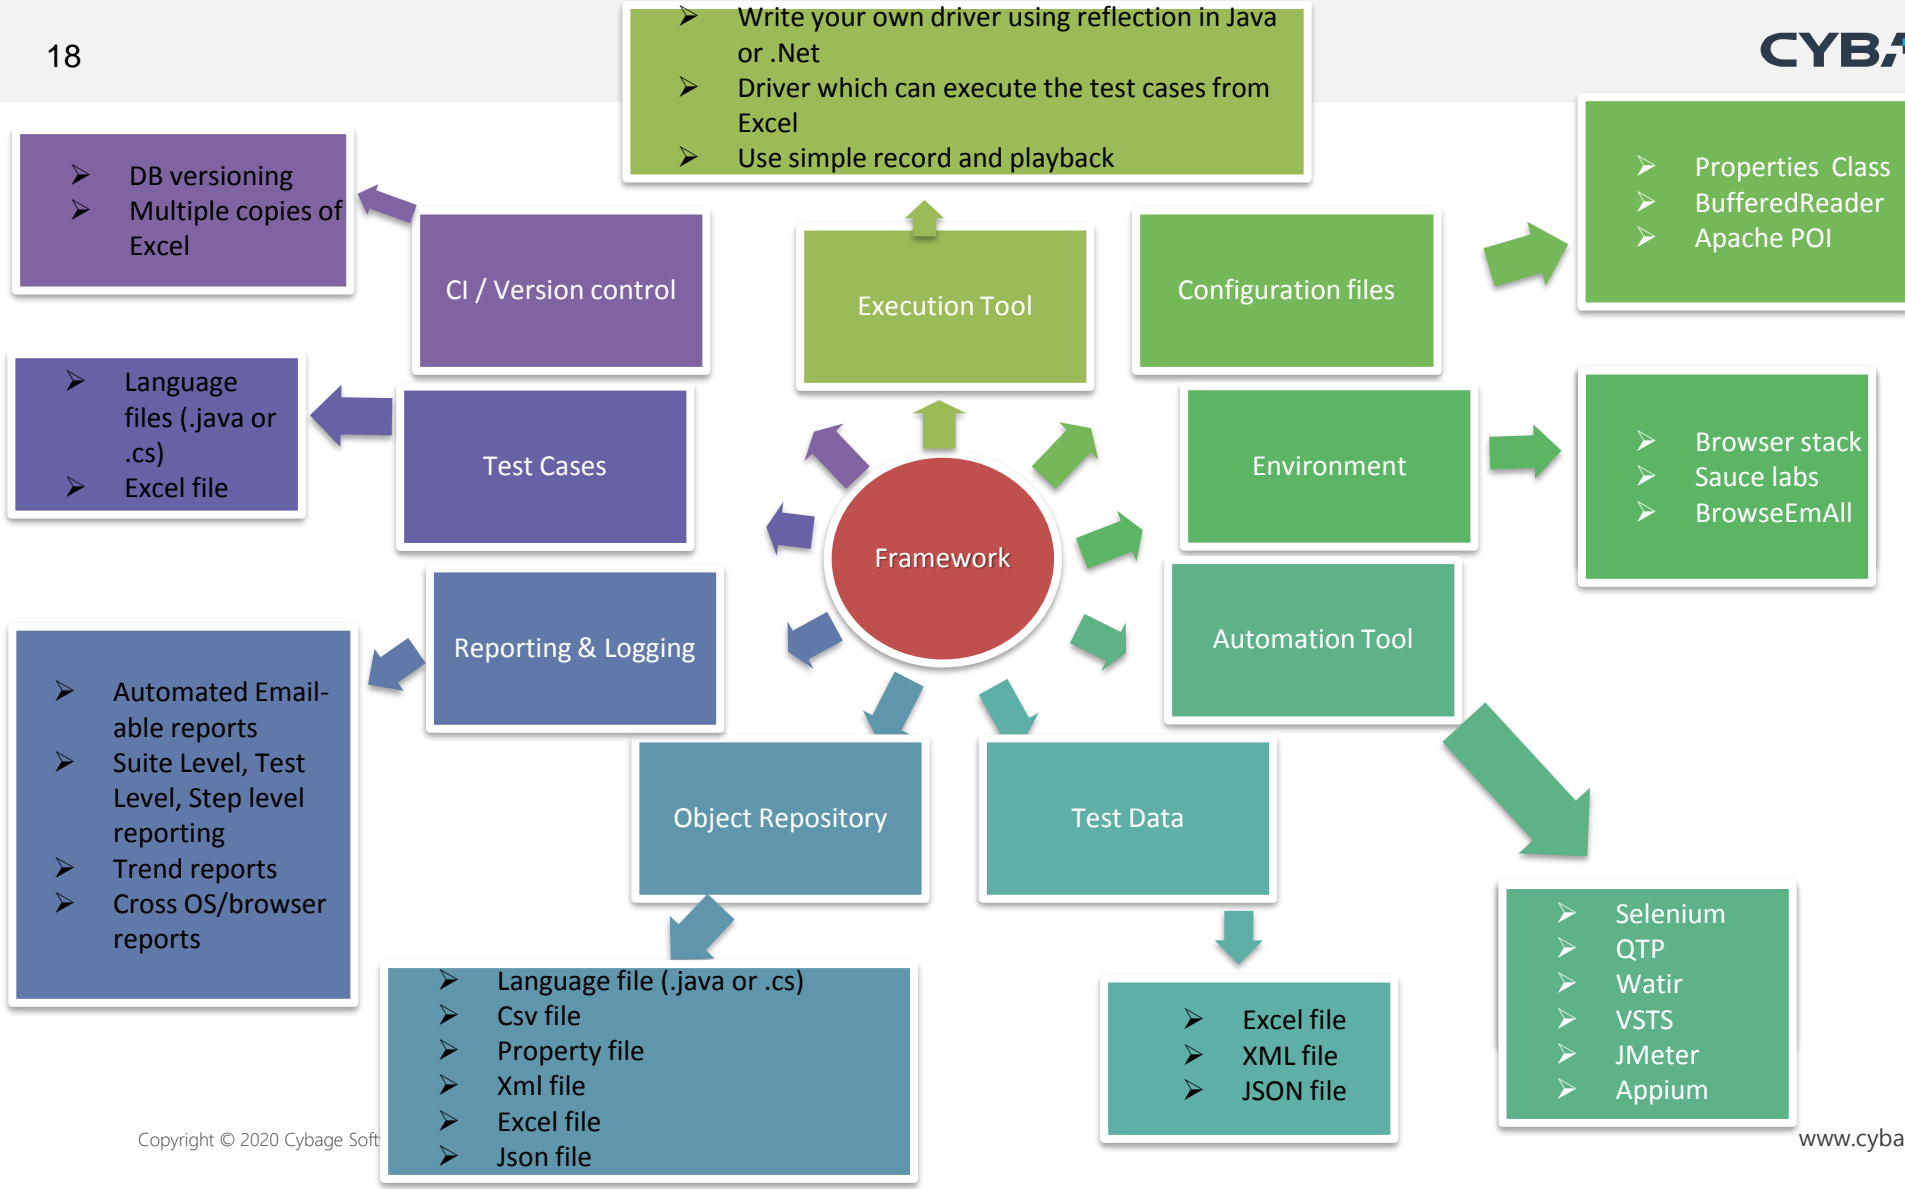 18
➢ Write your own driver using reflection in Java
or .Net
➢ Driver which can execute the test cases from
Excel
➢ Use simple record and playback
➢ DB versioning
➢ Multiple copies of
Excel
CI / Version control
Execution Tool
Configuration files
➢ Properties Class
➢ BufferedReader
➢ Apache POI
➢ Language
files (.java or
.cs)
➢ Excel file
Test Cases
Environment
➢ Browser stack
➢ Sauce labs
➢ BrowseEmAll
Framework
Reporting & Logging
Automation Tool
➢ Automated Email-
able reports
➢ Suite Level, Test
Level, Step level
reporting
➢ Trend reports
➢ Cross OS/browser
reports
Object Repository
Test Data
➢ Selenium
➢ QTP
➢ Watir
➢ VSTS
➢ JMeter
➢ Appium
➢ Language file (.java or .cs)
➢ Csv file
➢ Property file
➢ Xml file
➢ Excel file
➢ Json file
➢ Excel file
➢ XML file
➢ JSON file
Copyright © 2020 Cybage